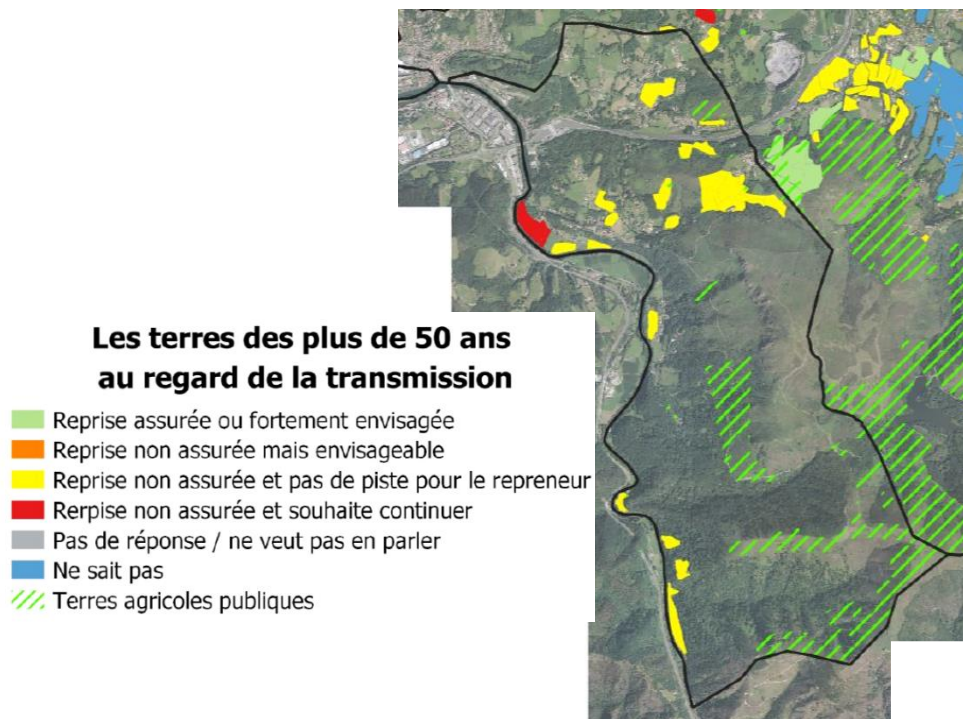 Les terres des plus de 50 ans
au regard de la transmission
Reprise assurée ou fortement envisagée
Reprise non assurée mais envisageable
Reprise non assurée et pas de piste pour le repreneur
Rerpise non assurée et souhaite continuer
Pas de réponse / ne veut pas en parler
Ne sait pas
Terres agricoles publiques